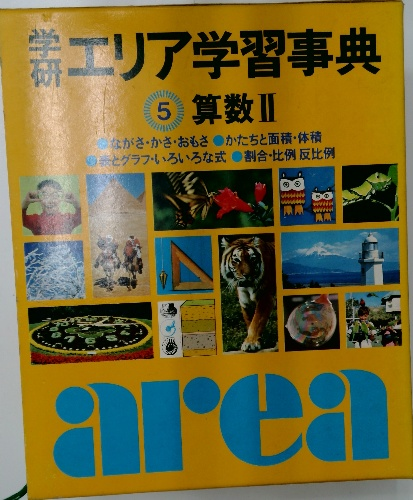 学研 エリア学習事典
5 算数Ⅱ
●ながさ・かさ・おもさ ●かたちと面積・体積
●表とグラフ・いろいろな式 ●割合・比例 反比例
area